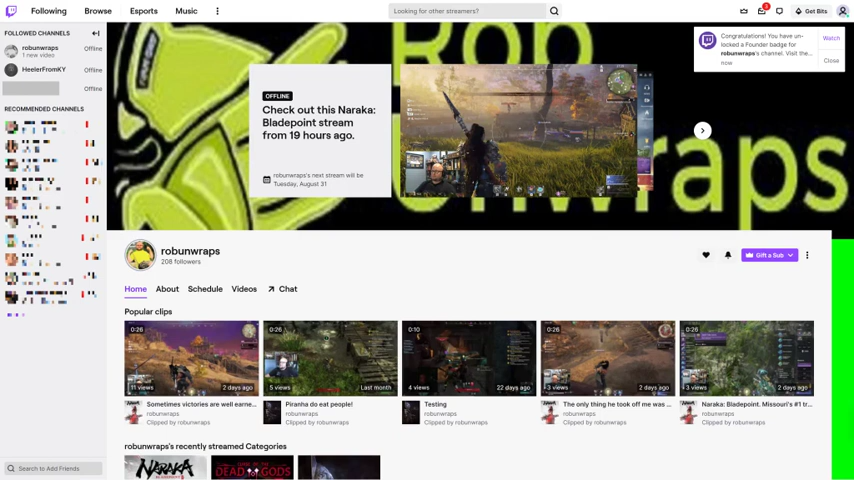 Following
Browse
Esports
Music
Looking for other streamers?
3
Get Bits
FOLLOWED CHANNELS
robunwraps
1 new video
Offline
HeelerFromKY
Offline
Offline
RECOMMENDED CHANNELS
Search to Add Friends
Rob
Unwraps
OFFLINE
Check out this Naraka:
Bladepoint stream
from 19 hours ago.
robunwraps's next stream will be
Tuesday, August 31
Congratulations! You have un-
locked a Founder badge for
robunwraps's channel. Visit the...
now
Watch
Close
robunwraps
208 followers
Gift a Sub
Home
About
Schedule
Videos
Chat
Popular clips
0:26
11 views
2 days ago
Sometimes victories are well earne...
robunwraps
Clipped by robunwraps
0:26
5 views
Last month
Piranha do eat people!
robunwraps
Clipped by robunwraps
0:10
4 views
22 days ago
Testing
robunwraps
Clipped by robunwraps
0:26
3 views
2 days ago
The only thing he took off me was ...
robunwraps
Clipped by robunwraps
0:26
3 views
2 days ago
Naraka: Bladepoint. Missouri's #1 tr...
robunwraps
Clipped by robunwraps
robunwraps's recently streamed Categories
NARAKA
DEAD GODS